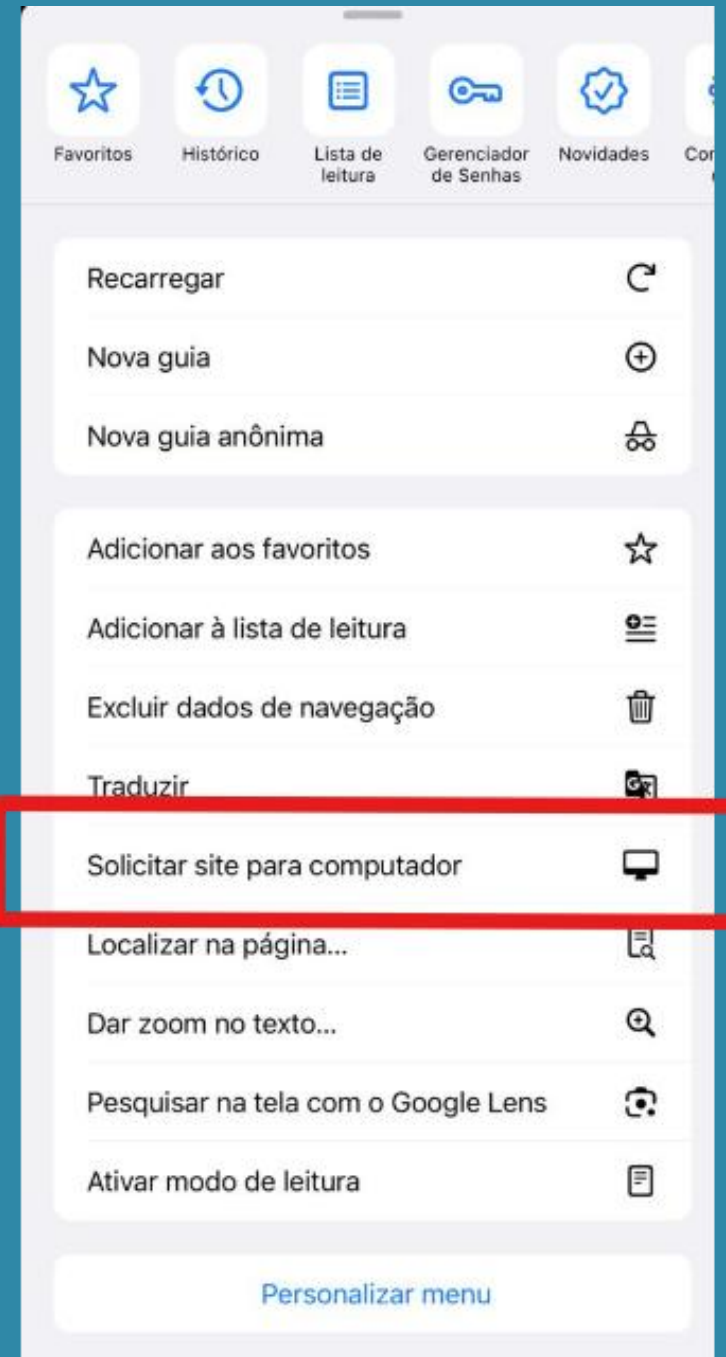 Favoritos
Histórico
Lista de
leitura
Gerenciador
de Senhas
Novidades
Recarregar
Nova guia
Nova guia anônima
Adicionar aos favoritos
Adicionar à lista de leitura
Excluir dados de navegação
Traduzir
Solicitar site para computador
Localizar na página...
Dar zoom no texto...
Pesquisar na tela com o Google Lens
Ativar modo de leitura
Personalizar menu